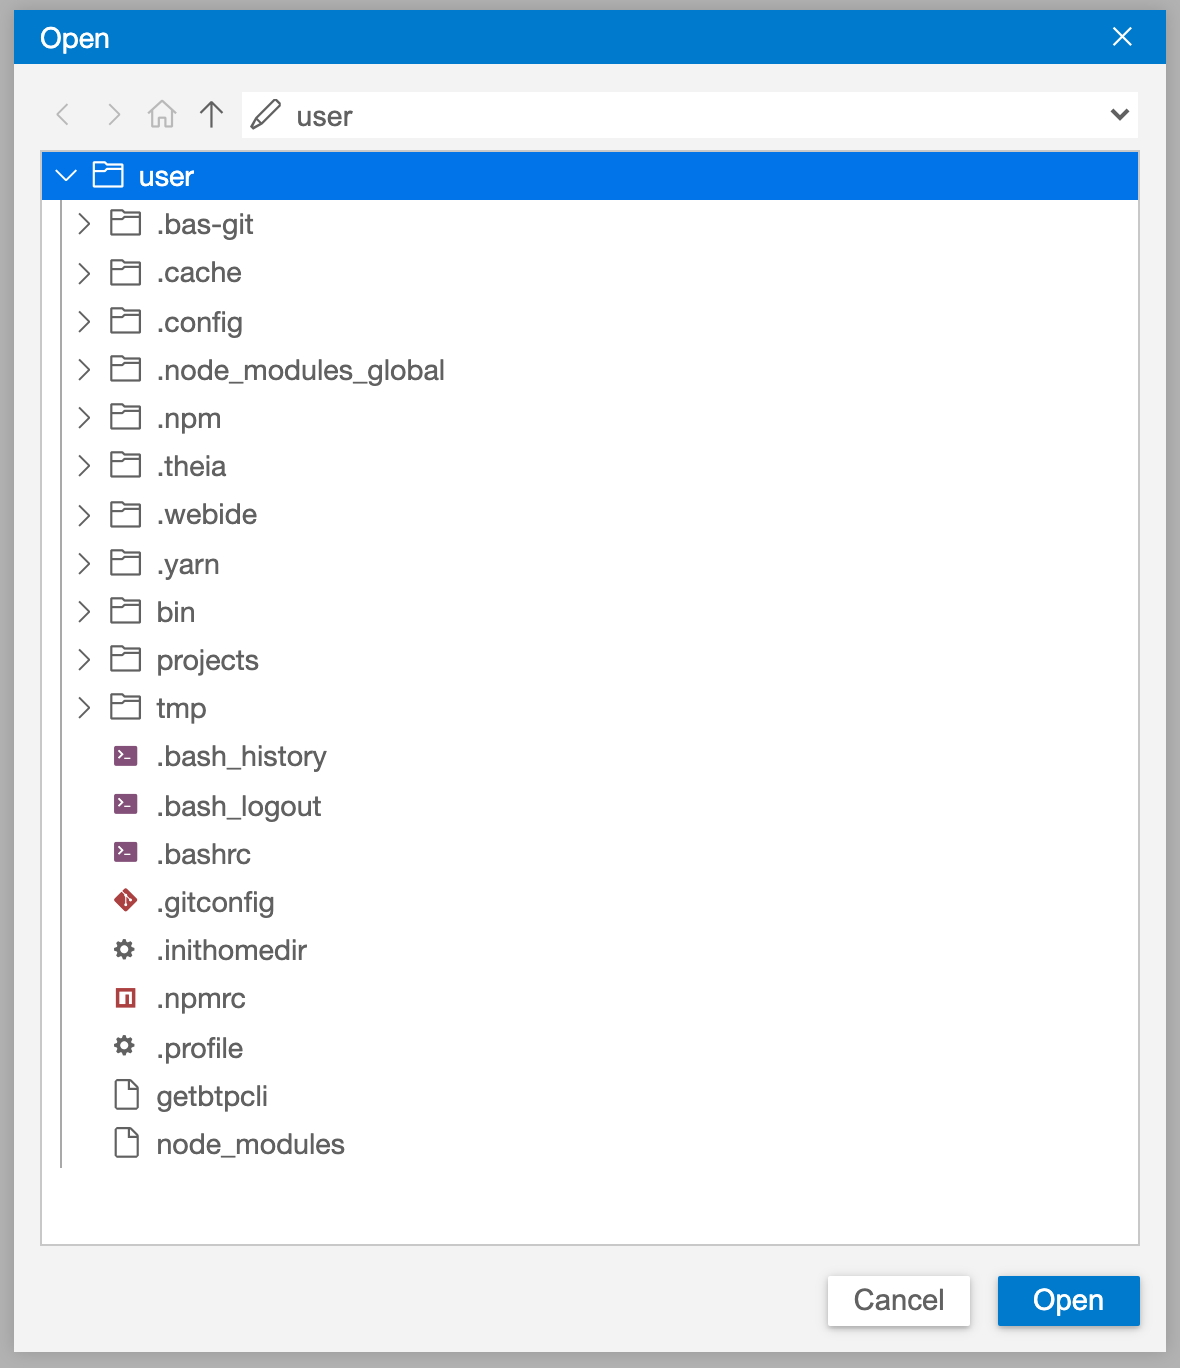 Open
user
user
.bas-git
.cache
.config
.node_modules_global
.npm
.theia
.webide
.yarn
bin
projects
tmp
.bash_history
.bash_logout
.bashrc
.gitconfig
.inithomedir
.npmrc
.profile
getbtpcli
node_modules
Cancel Open